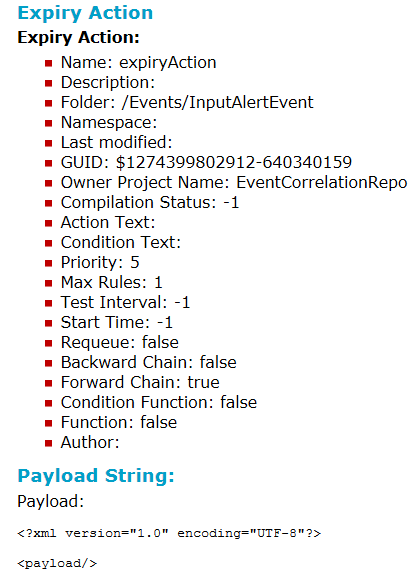 Expiry Action
Expiry Action:
Name: expiryAction
Description:
Folder: /Events/InputAlertEvent
Namespace:
Last modified:
GUID: $1274399802912-640340159
Owner Project Name: EventCorrelationRepo
Compilation Status: -1
Action Text:
Condition Text:
Priority: 5
Max Rules: 1
Test Interval: -1
Start Time: -1
Requeue: false
Backward Chain: false
Forward Chain: true
Condition Function: false
Function: false
Author:
Payload String:
Payload:
<?xml version="1.0" encoding="UTF-8"?>
<payload/>